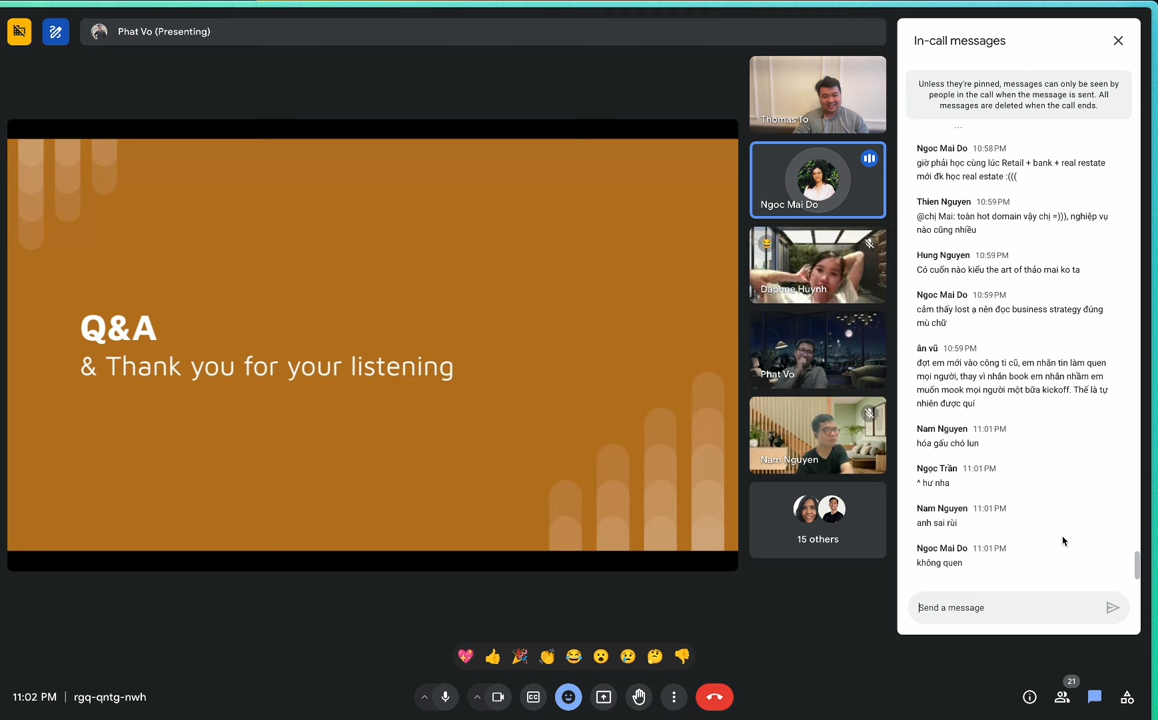 Phat Vo (Presenting)
Q&A
& Thank you for your listening
Thomas To
Ngoc Mai Do
Daphne Huynh
Phat Vo
Nam Nguyen
15 others
In-call messages
Unless they're pinned, messages can only be seen by
people in the call when the message is sent. All
messages are deleted when the call ends.
Ngoc Mai Do 10:58 PM
giờ phải học cùng lúc Retail + bank + real restate
mới đk học real estate :(((
Thien Nguyen 10:59 PM
@chị Mai: toàn hot domain vậy chị =))), nghiệp vụ
nào cũng nhiều
Hung Nguyen 10:59 PM
Có cuốn nào kiểu the art of thảo mai ko ta
Ngoc Mai Do 10:59 PM
cảm thấy lost ạ nên đọc business strategy đúng
mù chữ
ân vũ 10:59 PM
đợt em mới vào công ti cũ, em nhắn tin làm quen
mọi người, thay vì nhắn book em nhắn nhầm em
muốn mook mọi người một bữa kickoff. Thế là tự
nhiên được quí
Nam Nguyen 11:01 PM
hóa gấu chó lun
Ngọc Trần 11:01 PM
^ hư nha
Nam Nguyen 11:01 PM
anh sai rùi
Ngoc Mai Do 11:01 PM
không quen
Send a message
11:02 PM | rgq-qntg-nwh
21